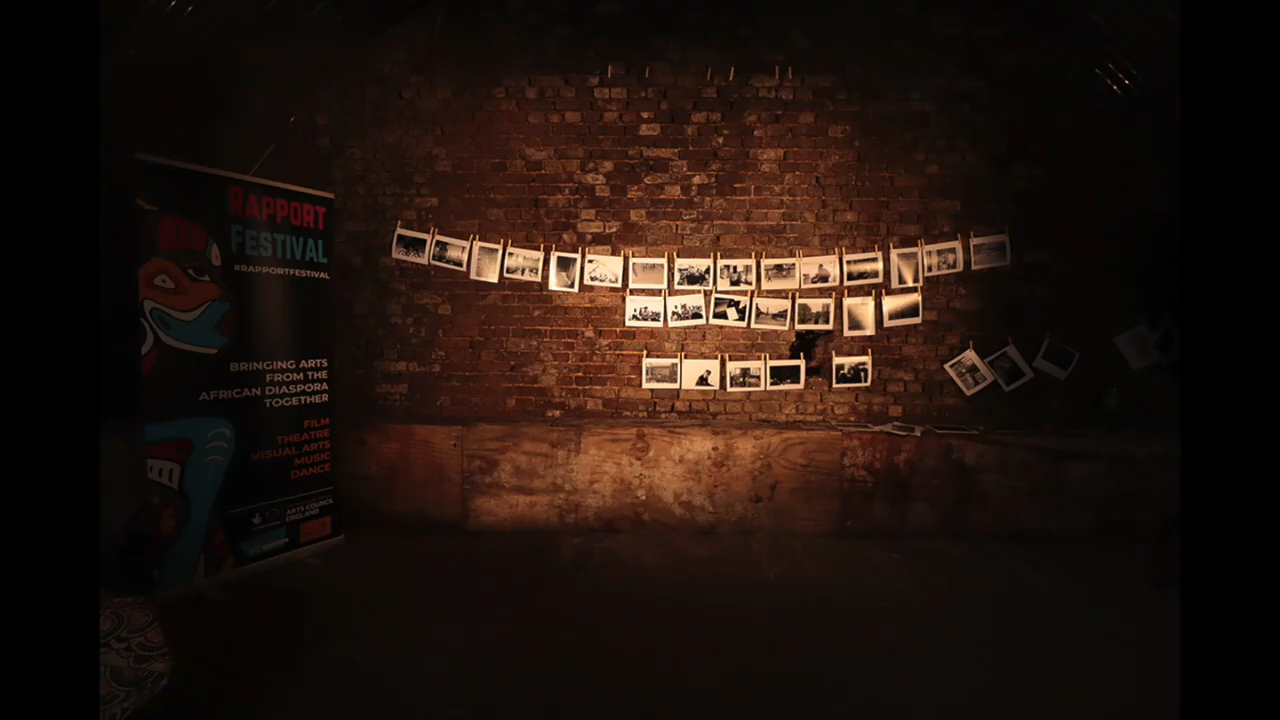 RAPPORT
FESTIVAL
#RAPPORTFESTIVAL
BRINGING ARTS
FROM THE
AFRICAN DIASPORA
TOGETHER
FILM
THEATRE
VISUAL ARTS
MUSIC
DANCE
ARTS COUNCIL
ENGLAND